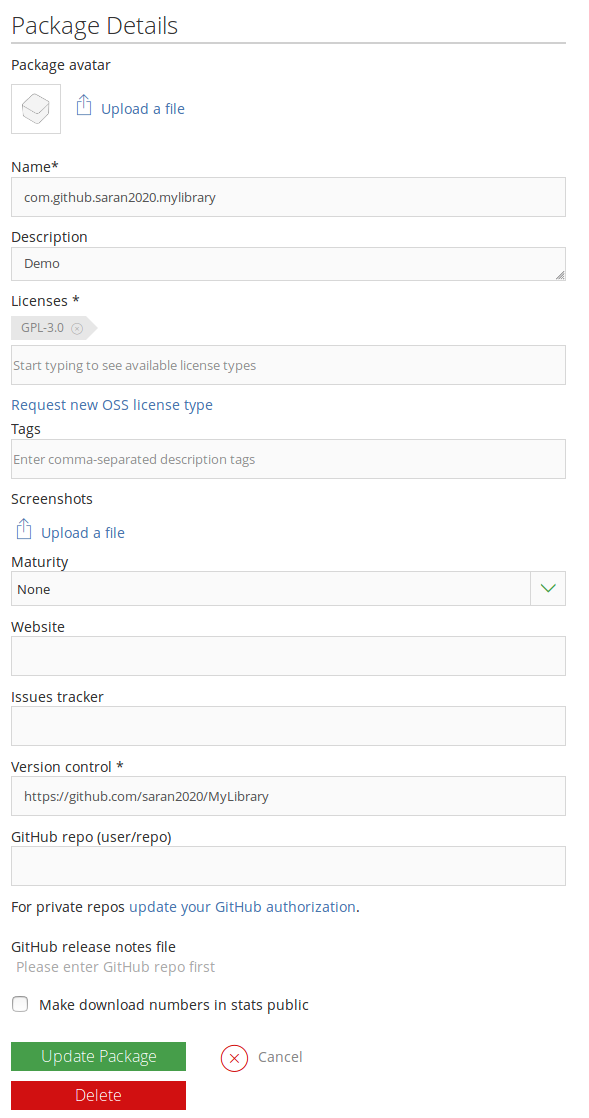 Package Details
Package avatar
Upload a file
Name*
com.github.saran2020.mylibrary
Description
Demo
Licenses *
GPL-3.0
Start typing to see available license types
Request new OSS license type
Tags
Enter comma-separated description tags
Screenshots
Upload a file
Maturity
None
Website
Issues tracker
Version control *
https://github.com/saran2020/MyLibrary
GitHub repo (user/repo)
For private repos update your GitHub authorization.
GitHub release notes file
Please enter GitHub repo first
Make download numbers in stats public
Update Package
Cancel
Delete